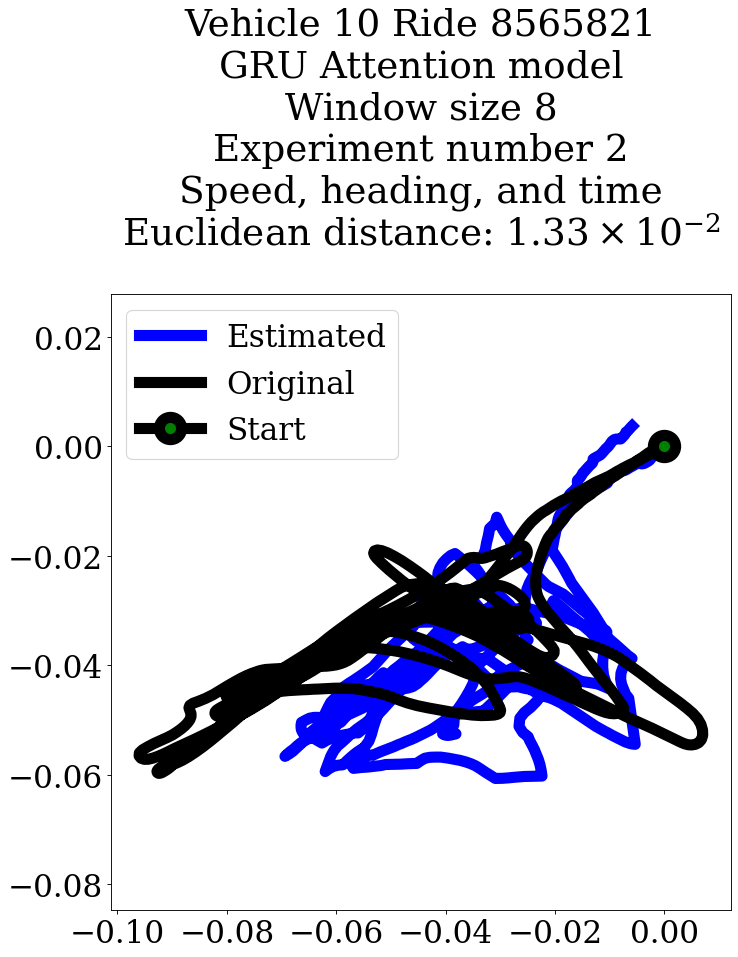 Vehicle 10 Ride 8565821
GRU Attention model
Window size 8
Experiment number 2
Speed, heading, and time
Euclidean distance: 1.33 × 10⁻²
Estimated
Original
Start
0.02
0.00
−0.02
−0.04
−0.06
−0.08
−0.10 −0.08 −0.06 −0.04 −0.02 0.00